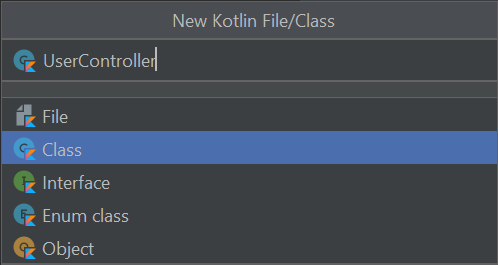 New Kotlin File/Class
UserController
File
Class
Interface
Enum class
Object